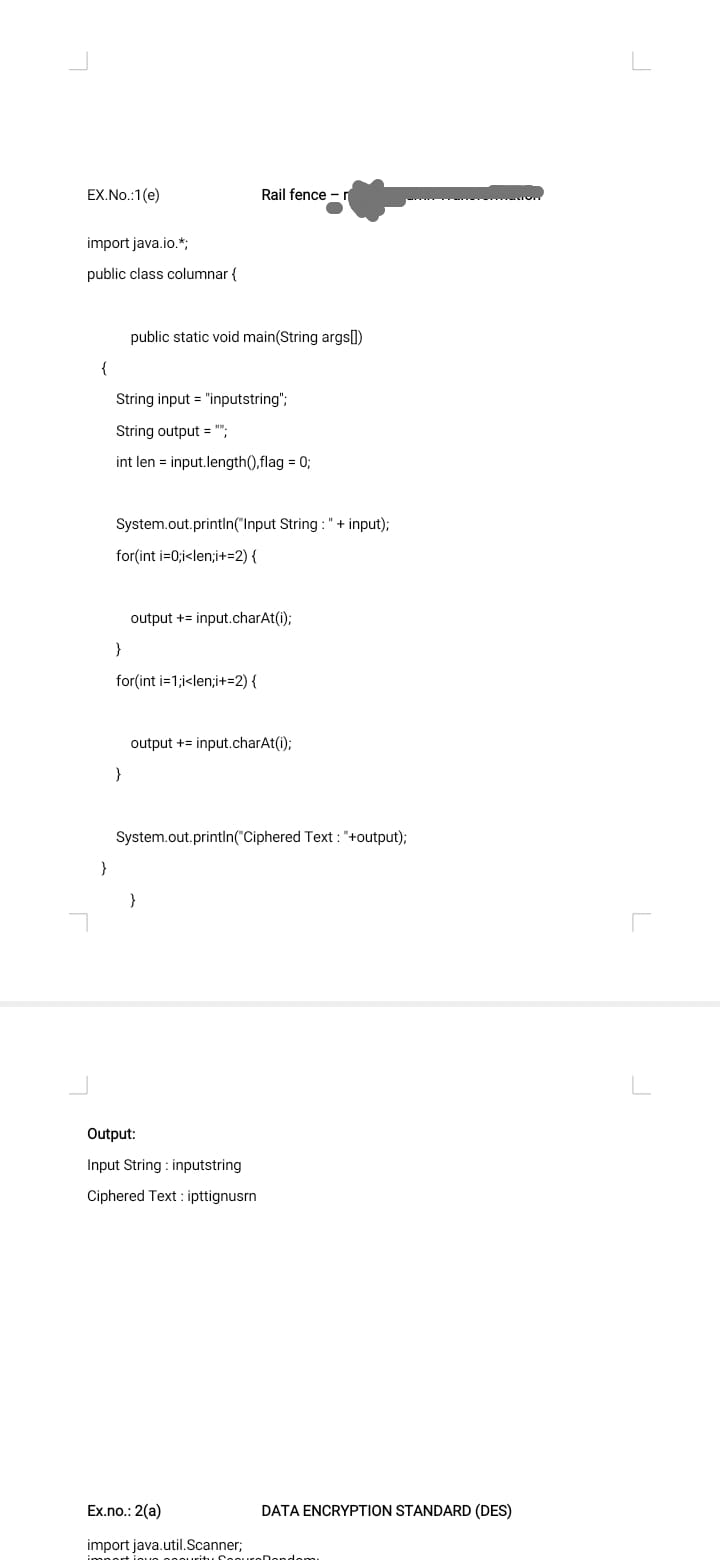 EX.No.:1(e) Rail fence –
import java.io.*;
public class columnar {
public static void main(String args[])
{
String input = "inputstring";
String output = "";
int len = input.length(),flag = 0;
System.out.println("Input String : " + input);
for(int i=0;i<len;i+=2) {
output += input.charAt(i);
}
for(int i=1;i<len;i+=2) {
output += input.charAt(i);
}
System.out.println("Ciphered Text : "+output);
}
}
Output:
Input String : inputstring
Ciphered Text : ipttignusrn
Ex.no.: 2(a) DATA ENCRYPTION STANDARD (DES)
import java.util.Scanner;